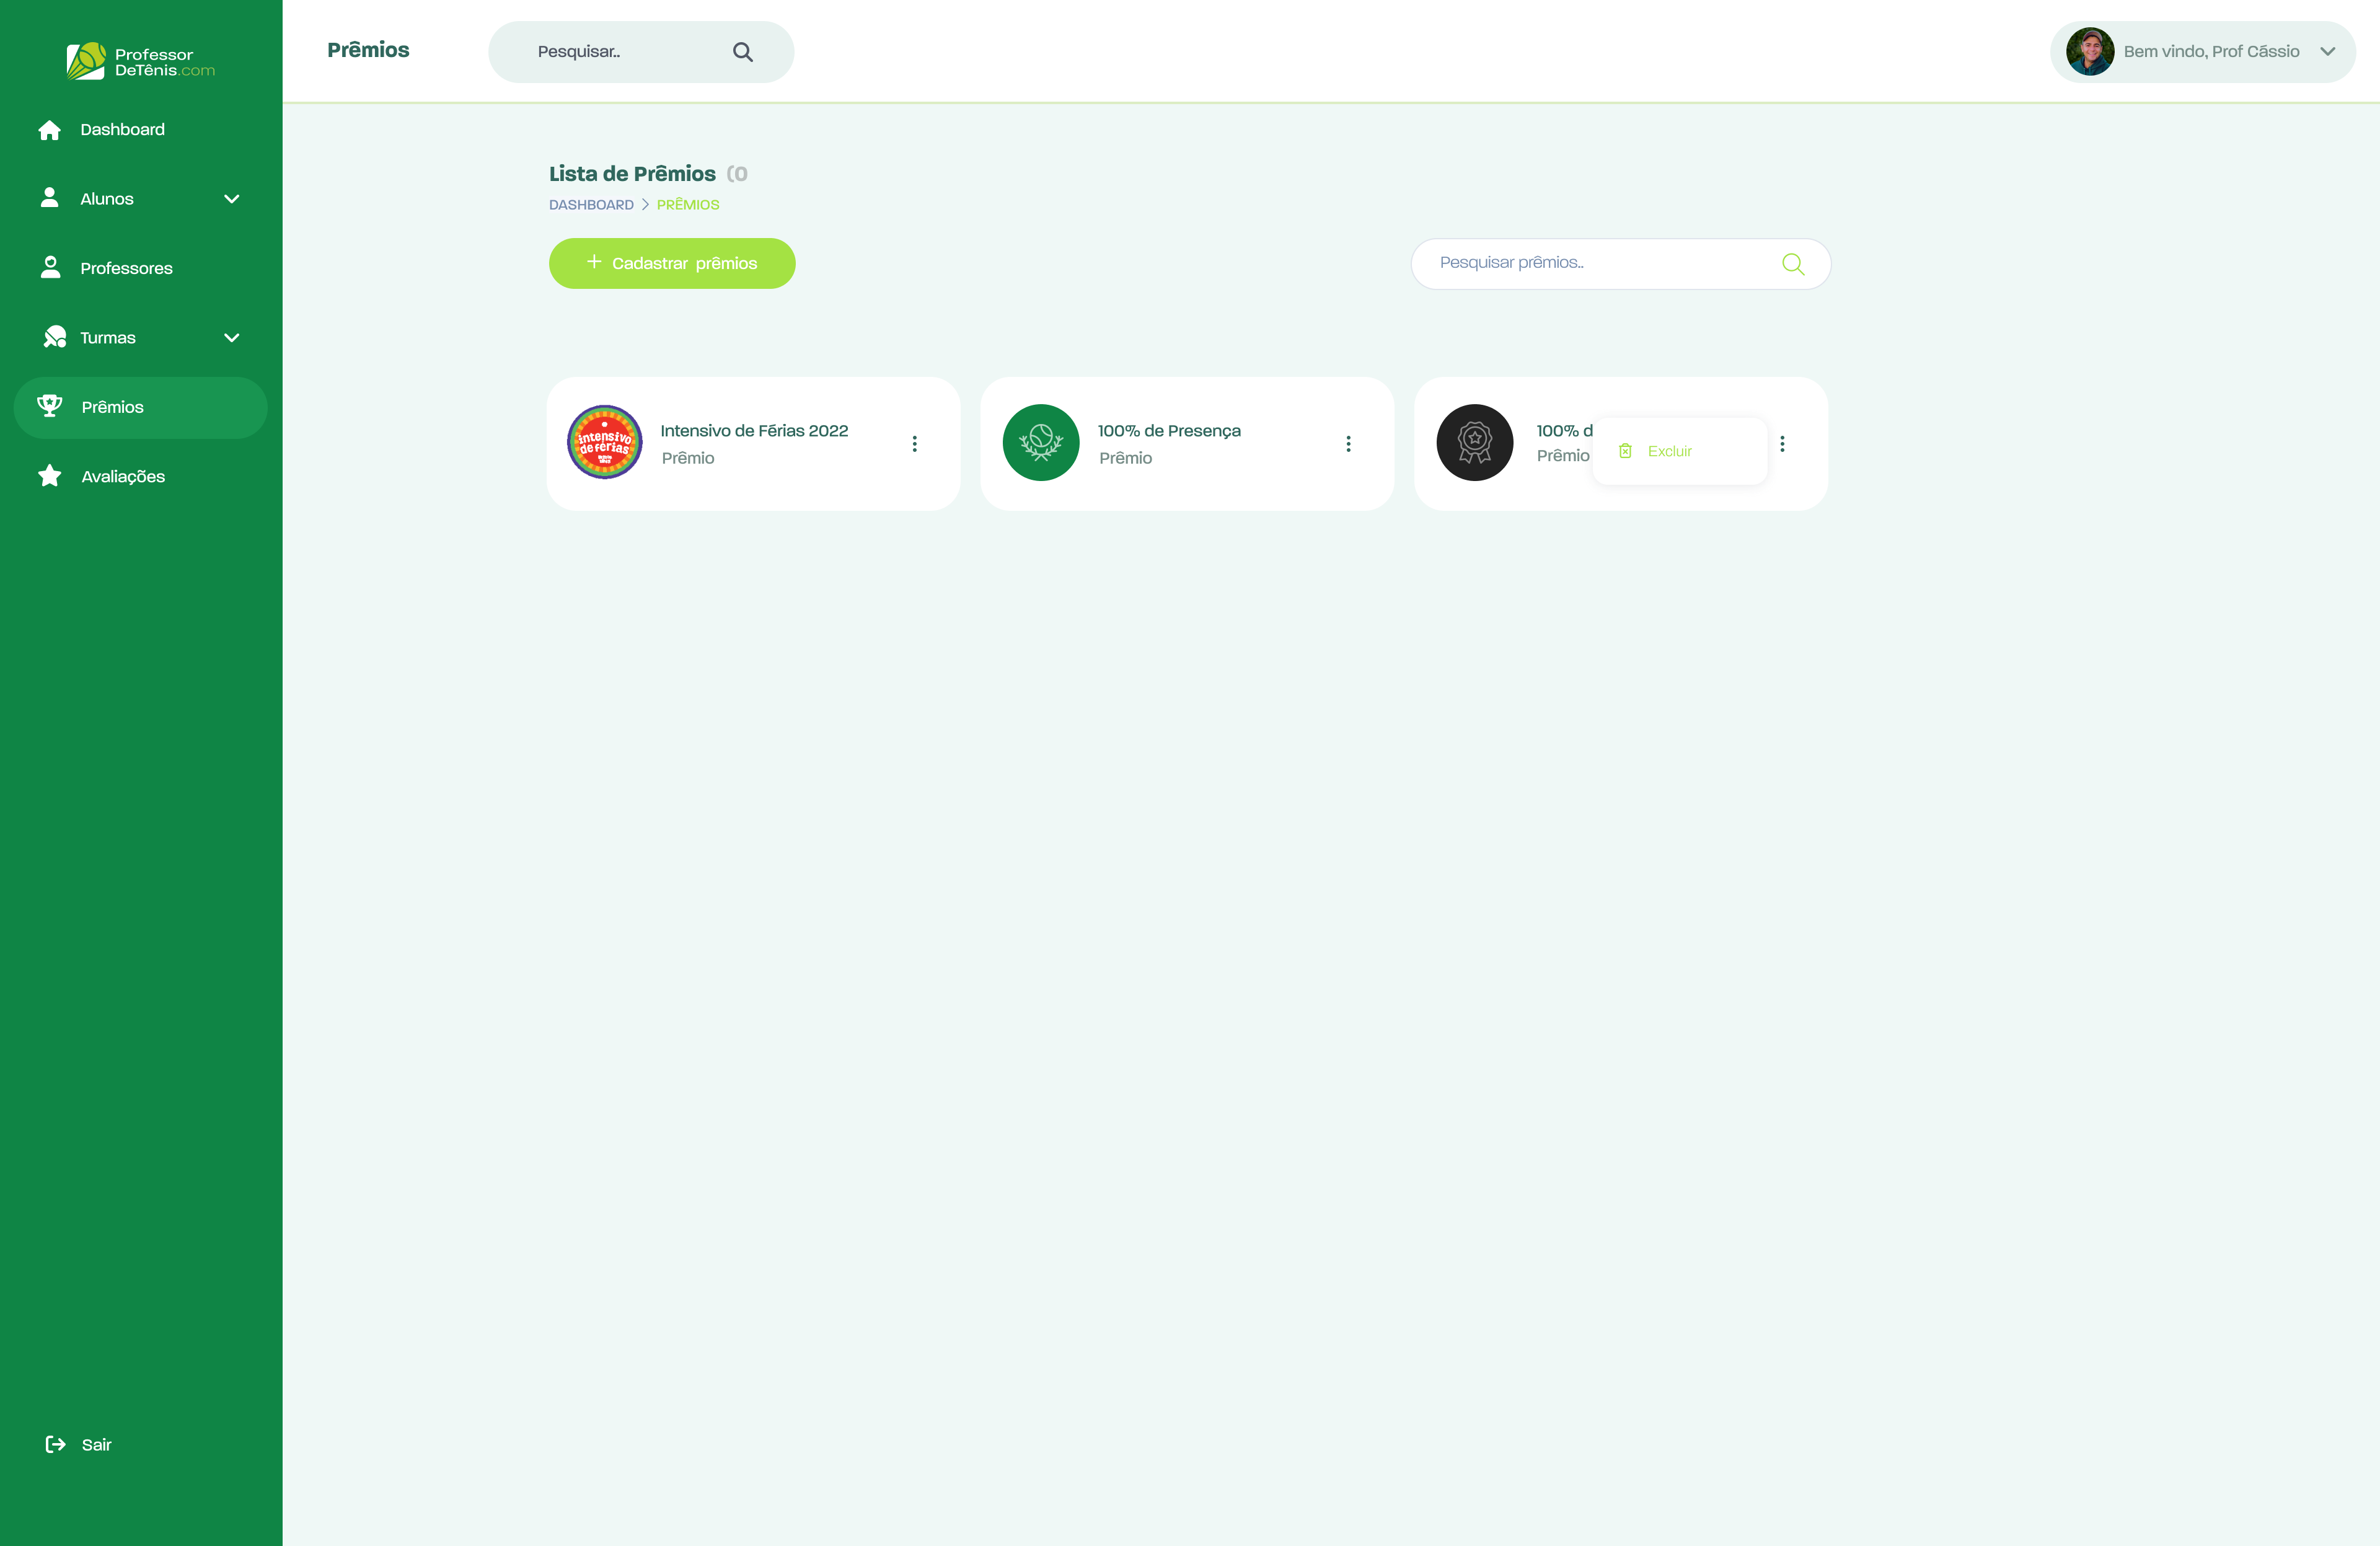 Professor
DeTênis.com
Dashboard
Alunos
Professores
Turmas
Prêmios
Avaliações
Sair
Prêmios
Pesquisar..
Bem vindo, Prof Cássio
Lista de Prêmios (0
DASHBOARD > PRÊMIOS
+ Cadastrar prêmios
Pesquisar prêmios..
intensivo
de férias
Intensivo de Férias 2022
Prêmio
100% de Presença
Prêmio
100% d
Prêmio
Excluir